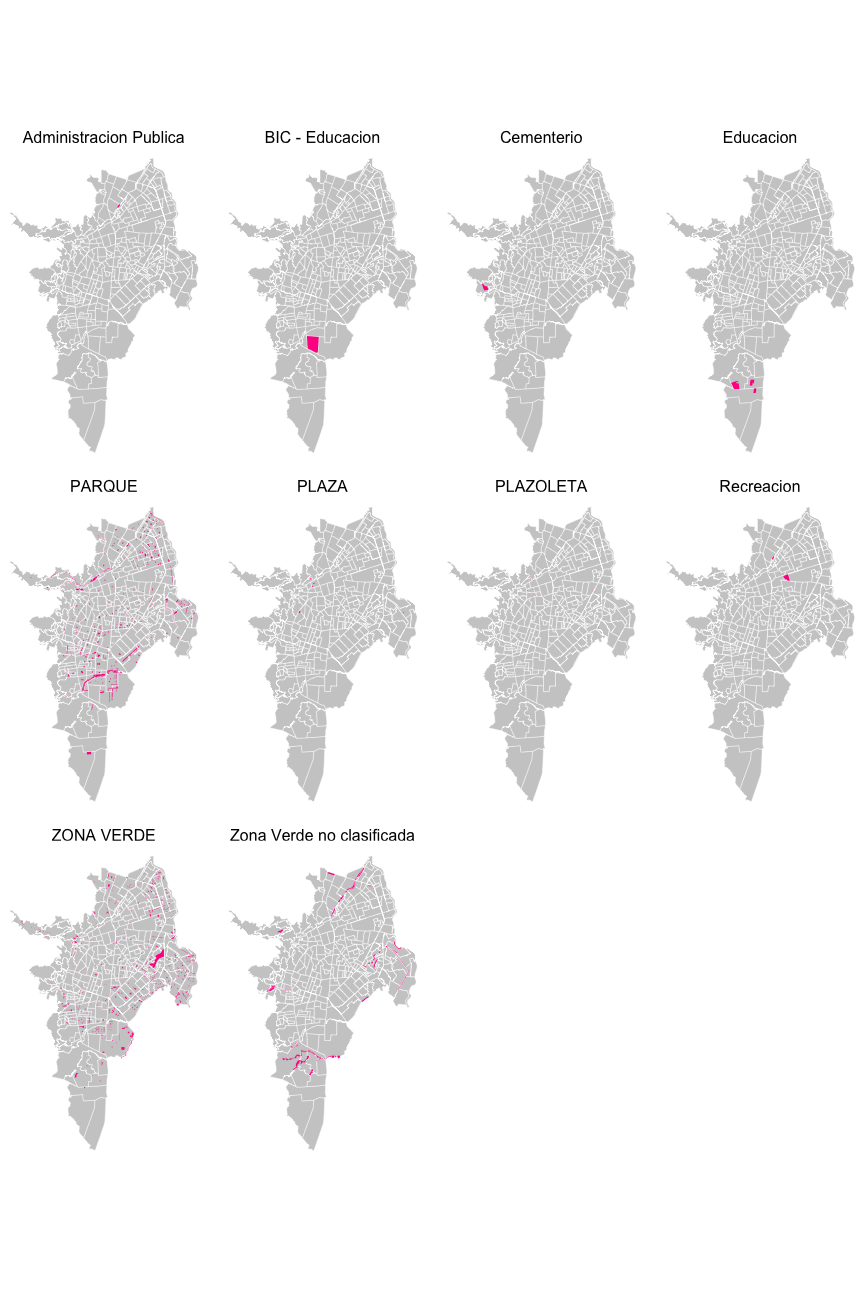 Administracion Publica
BIC - Educacion
Cementerio
Educacion
PARQUE
PLAZA
PLAZOLETA
Recreacion
ZONA VERDE
Zona Verde no clasificada